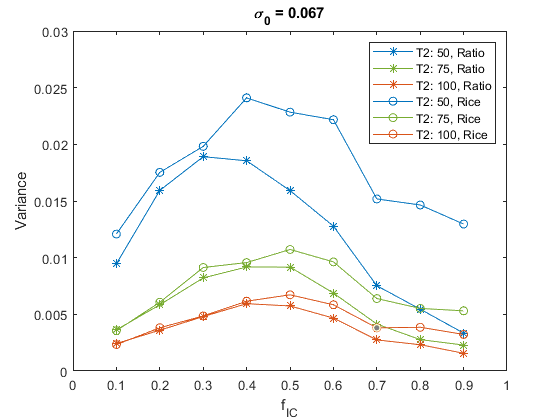 σ0 = 0.067
0.03
0.025
0.02
0.015
0.01
0.005
0
Variance
T2: 50, Ratio
T2: 75, Ratio
T2: 100, Ratio
T2: 50, Rice
T2: 75, Rice
T2: 100, Rice
0 0.1 0.2 0.3 0.4 0.5 0.6 0.7 0.8 0.9 1
fIC